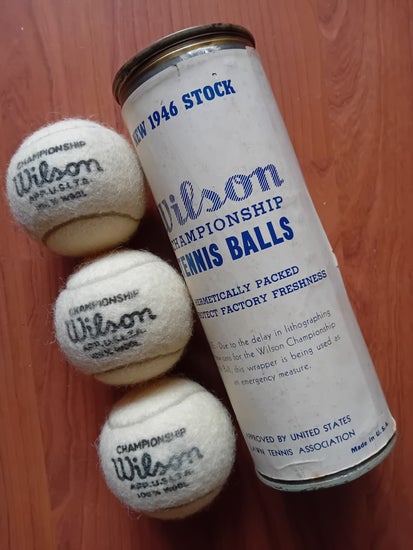 CHAMPIONSHIP
Wilson
APP. U.S.L.T.A.
100% WOOL
CHAMPIONSHIP
Wilson
APP. U.S.L.T.A.
100% WOOL
CHAMPIONSHIP
Wilson
APP. U.S.L.T.A.
100% WOOL
1946 STOCK
Wilson
CHAMPIONSHIP
TENNIS BALLS
HERMETICALLY PACKED
PROTECT FACTORY FRESHNESS
Due to the delay in lithographing
cans for the Wilson Championship
Ball, this wrapper is being used as
an emergency measure.
APPROVED BY UNITED STATES
LAWN TENNIS ASSOCIATION
Made in U.S.A.